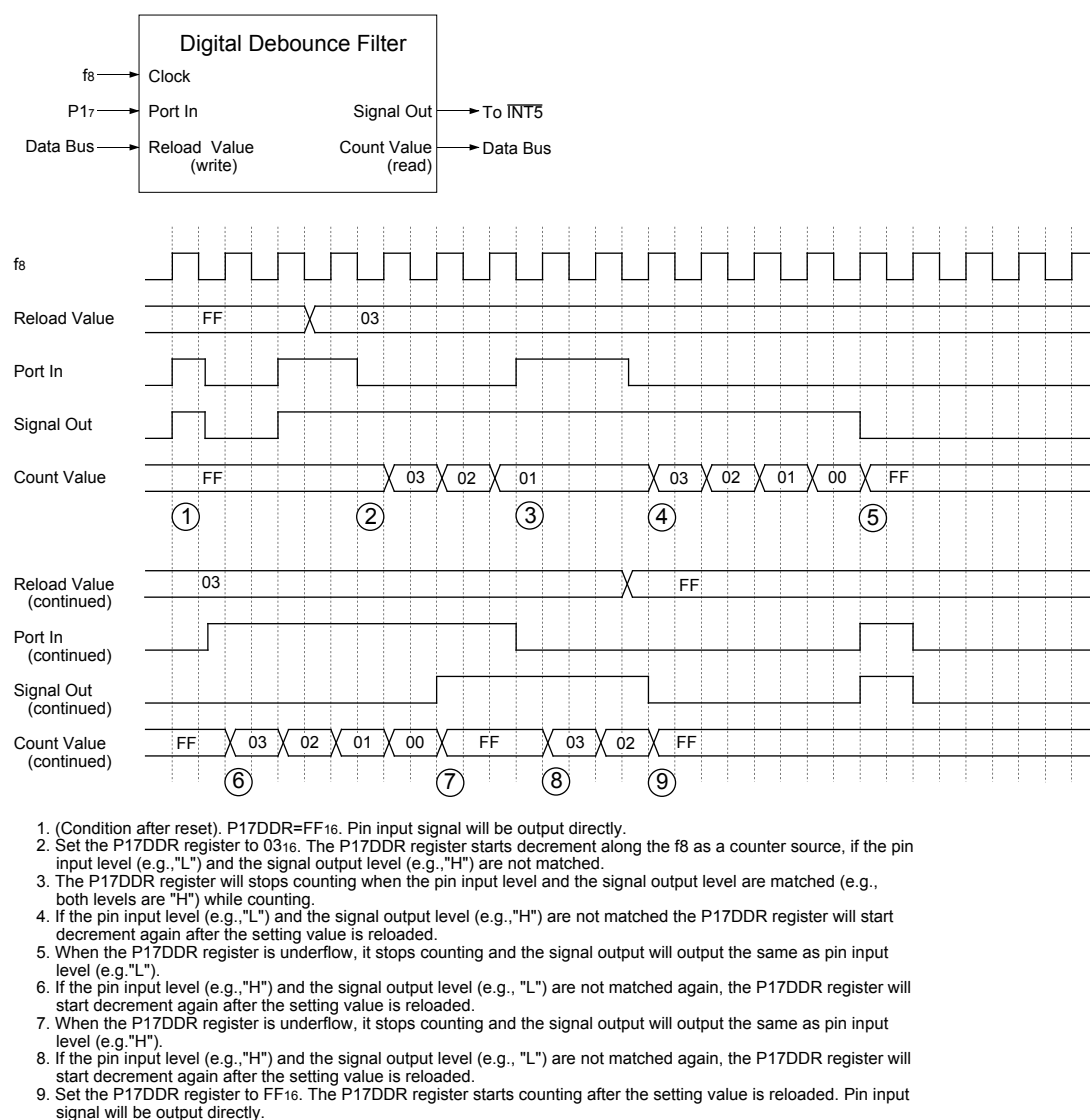 Digital Debounce Filter
f8 Clock
P17 Port In Signal Out To INT5
Data Bus Reload Value Count Value Data Bus
(write) (read)
f8
Reload Value FF 03
Port In
Signal Out
Count Value FF 03 02 01 03 02 01 00 FF
1 2 3 4 5
Reload Value 03 FF
(continued)
Port In
(continued)
Signal Out
(continued)
Count Value FF 03 02 01 00 FF 03 02 FF
(continued)
6 7 8 9
1. (Condition after reset). P17DDR=FF16. Pin input signal will be output directly.
2. Set the P17DDR register to 0316. The P17DDR register starts decrement along the f8 as a counter source, if the pin
input level (e.g.,"L") and the signal output level (e.g.,"H") are not matched.
3. The P17DDR register will stops counting when the pin input level and the signal output level are matched (e.g.,
both levels are "H") while counting.
4. If the pin input level (e.g.,"L") and the signal output level (e.g.,"H") are not matched the P17DDR register will start
decrement again after the setting value is reloaded.
5. When the P17DDR register is underflow, it stops counting and the signal output will output the same as pin input
level (e.g."L").
6. If the pin input level (e.g.,"H") and the signal output level (e.g., "L") are not matched again, the P17DDR register will
start decrement again after the setting value is reloaded.
7. When the P17DDR register is underflow, it stops counting and the signal output will output the same as pin input
level (e.g."H").
8. If the pin input level (e.g.,"H") and the signal output level (e.g., "L") are not matched again, the P17DDR register will
start decrement again after the setting value is reloaded.
9. Set the P17DDR register to FF16. The P17DDR register starts counting after the setting value is reloaded. Pin input
signal will be output directly.